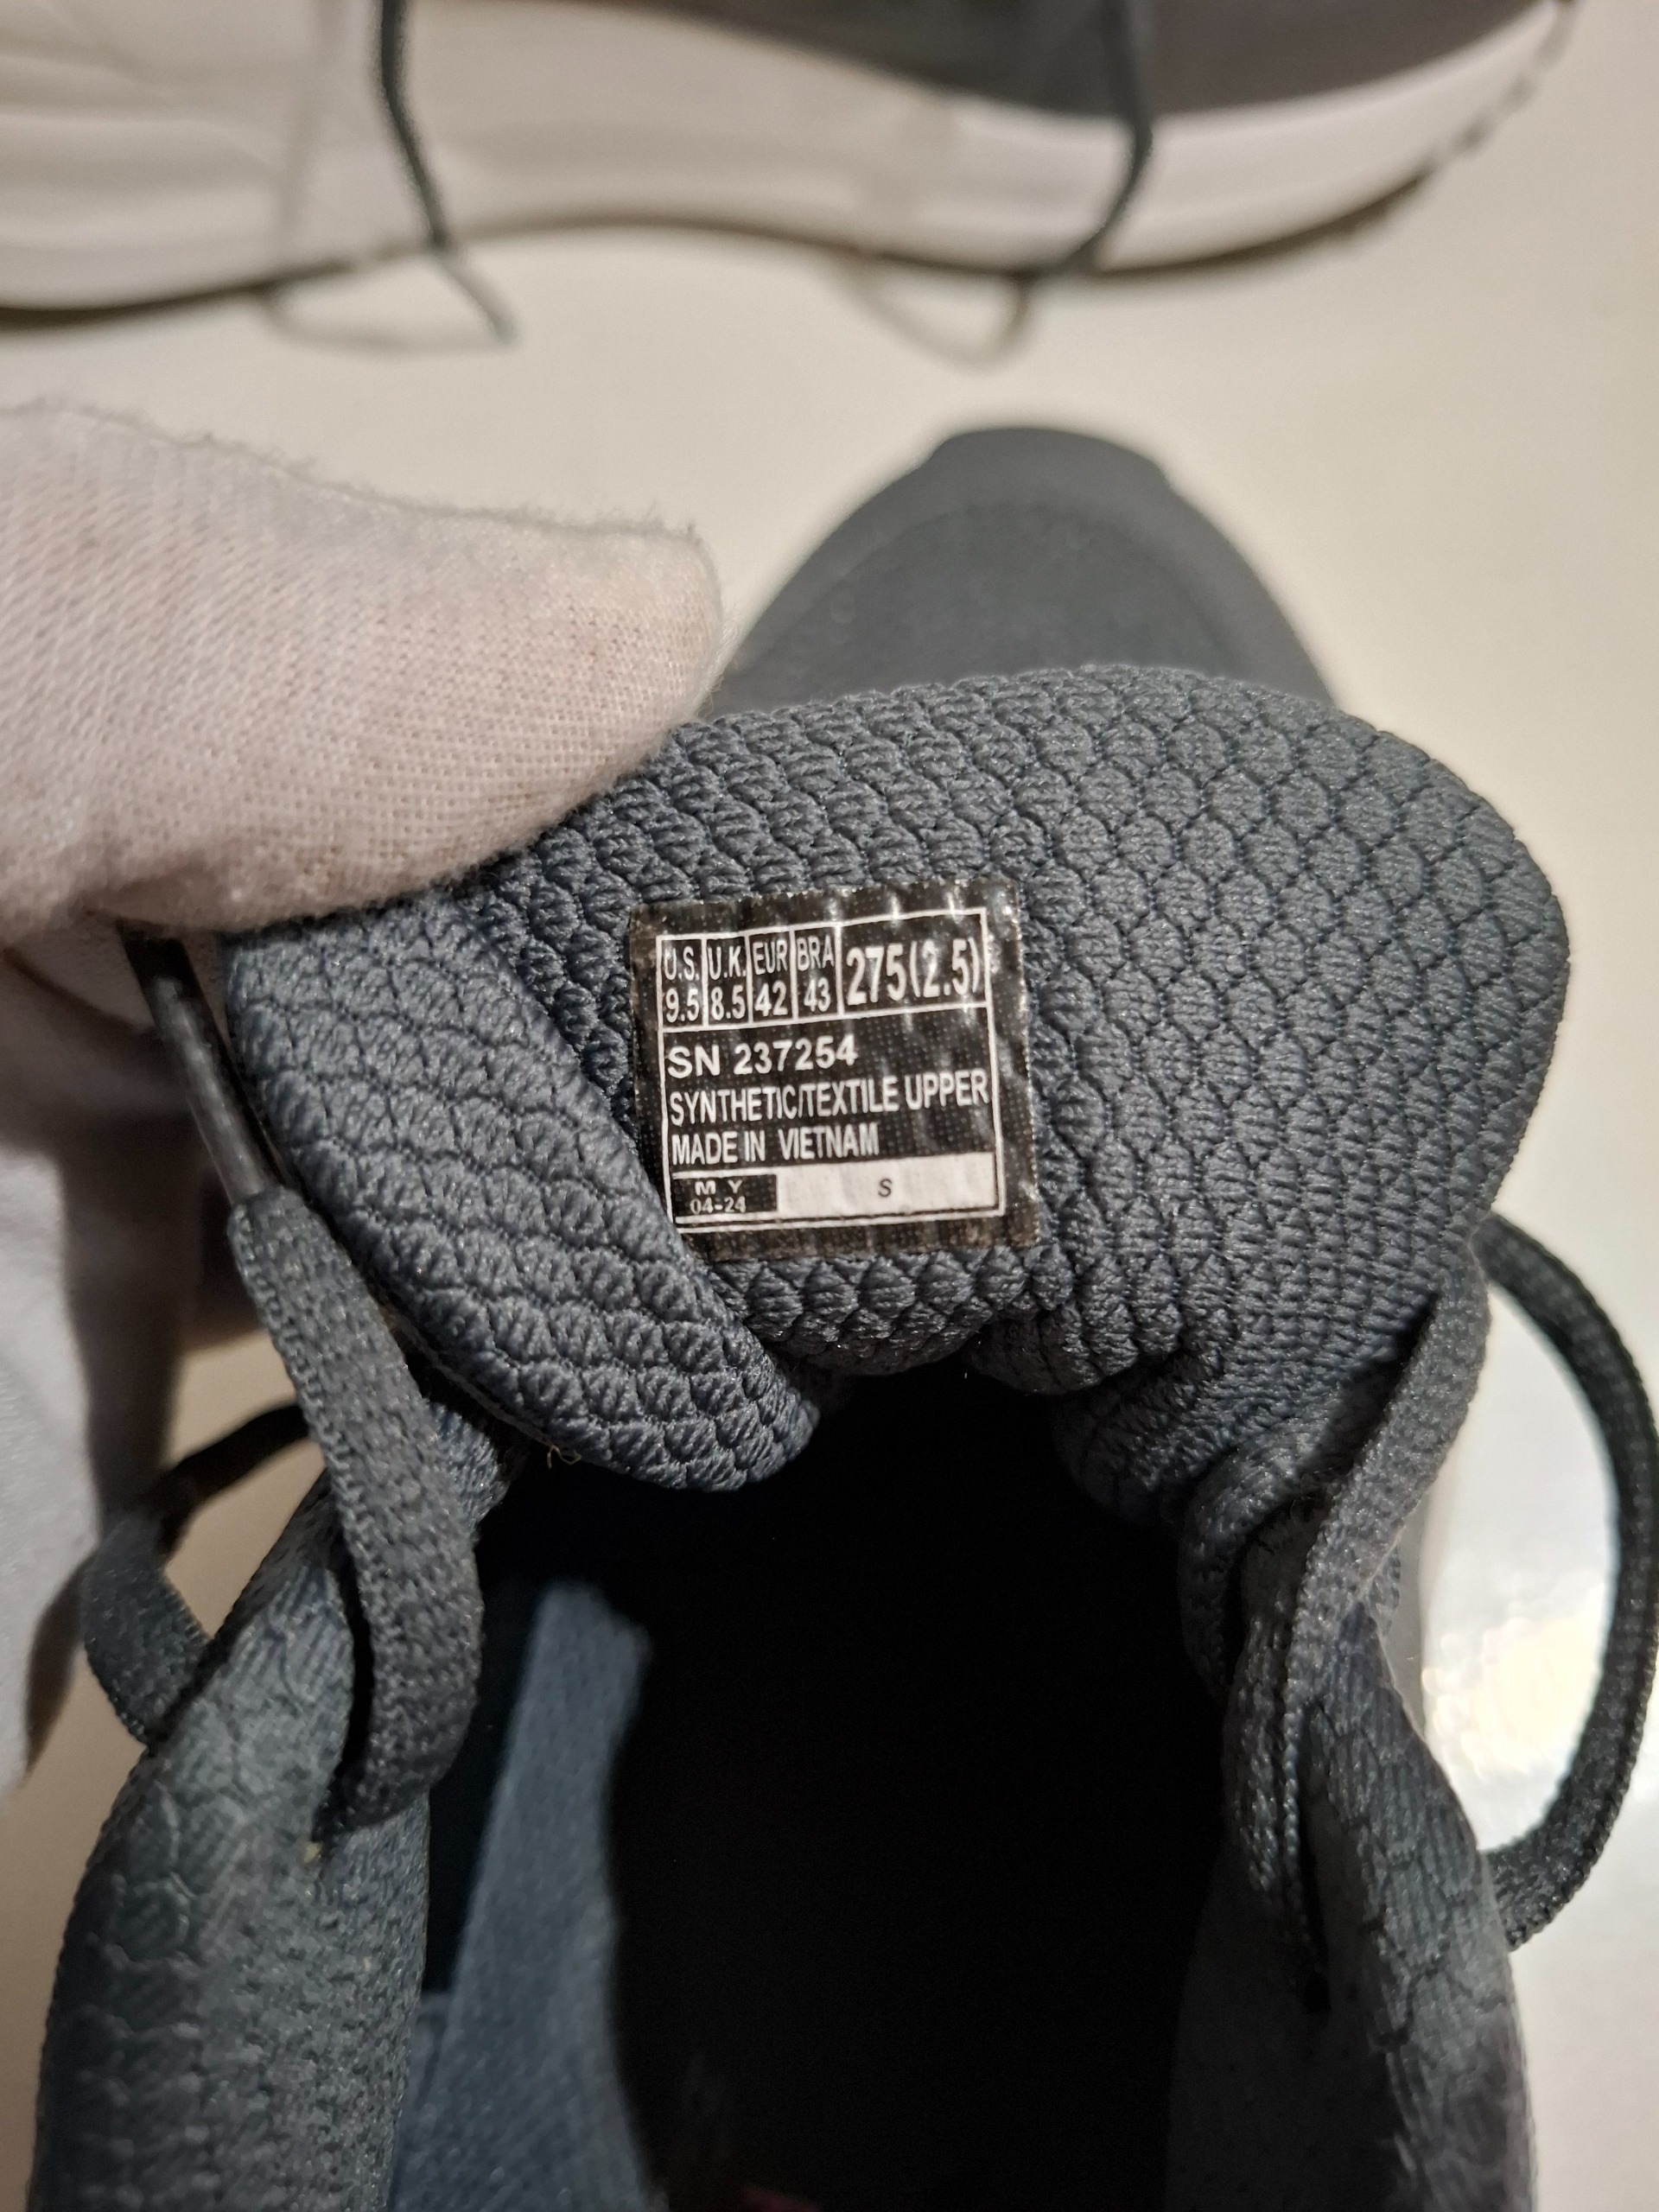 U.S. U.K. EUR BRA 275(2.5)
9.5 8.5 42 43
SN 237254
SYNTHETIC/TEXTILE UPPER
MADE IN VIETNAM
M Y S
04-24